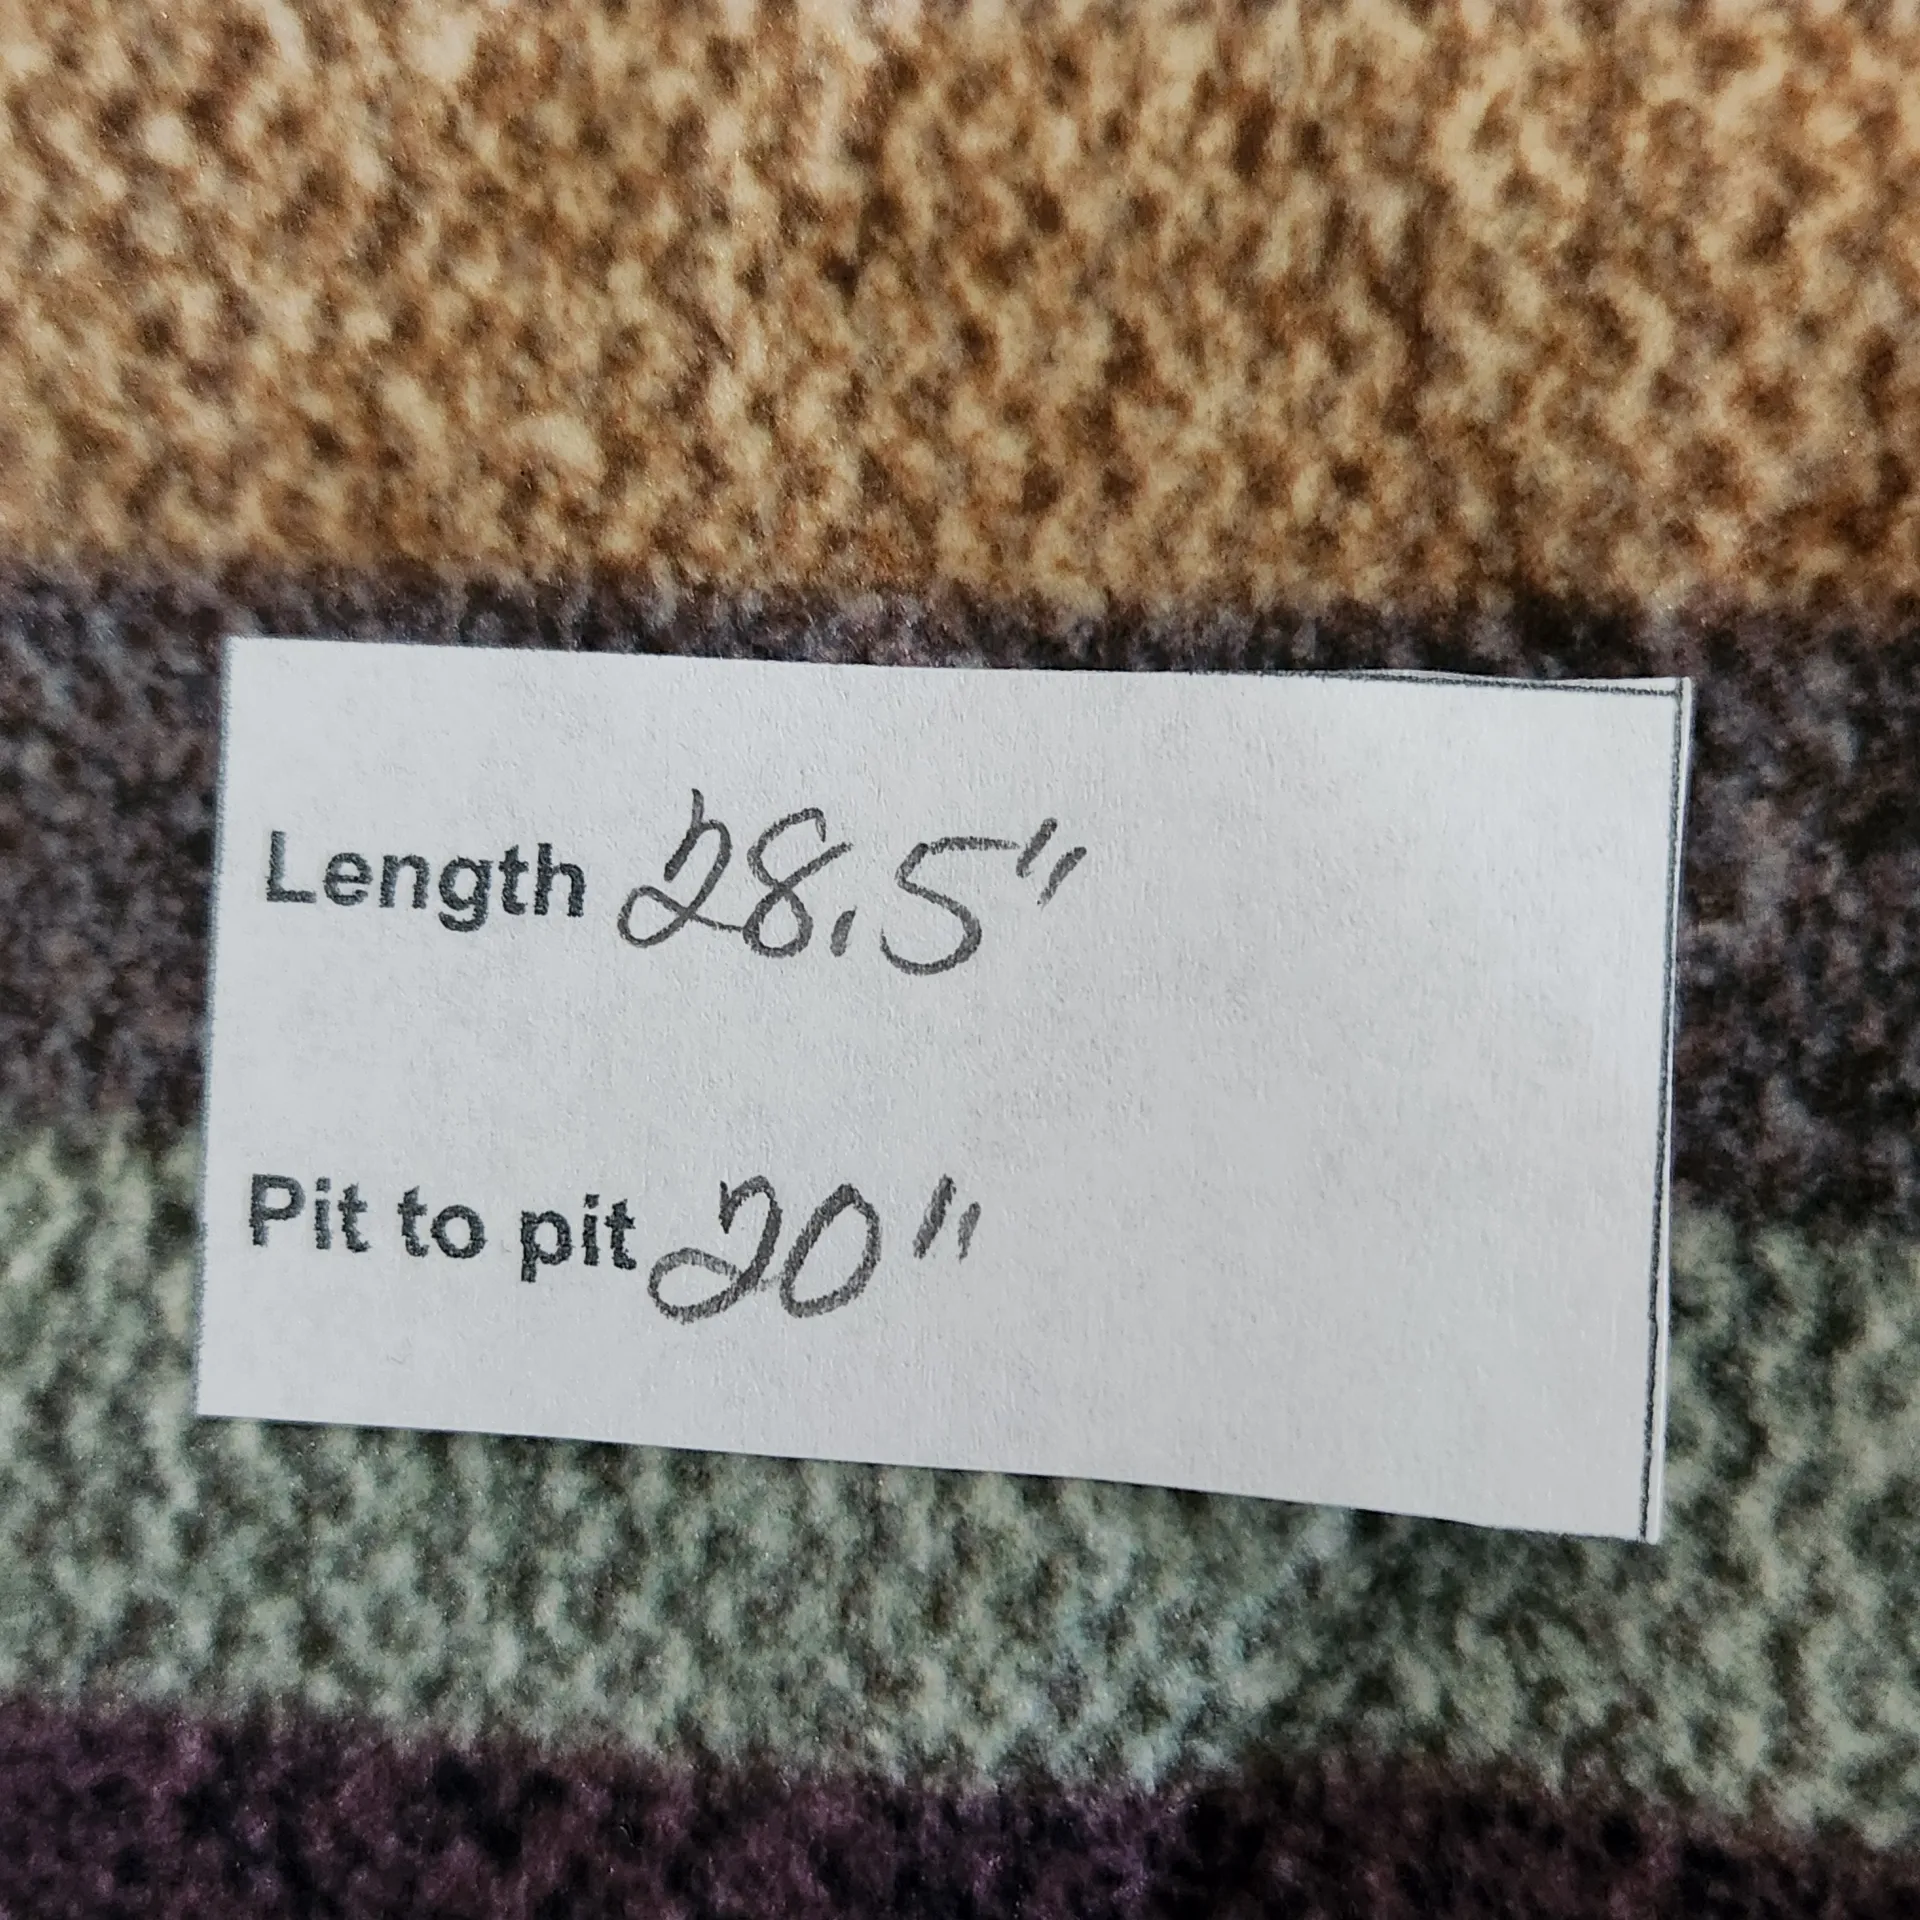 Length 28.5"
Pit to pit 20"